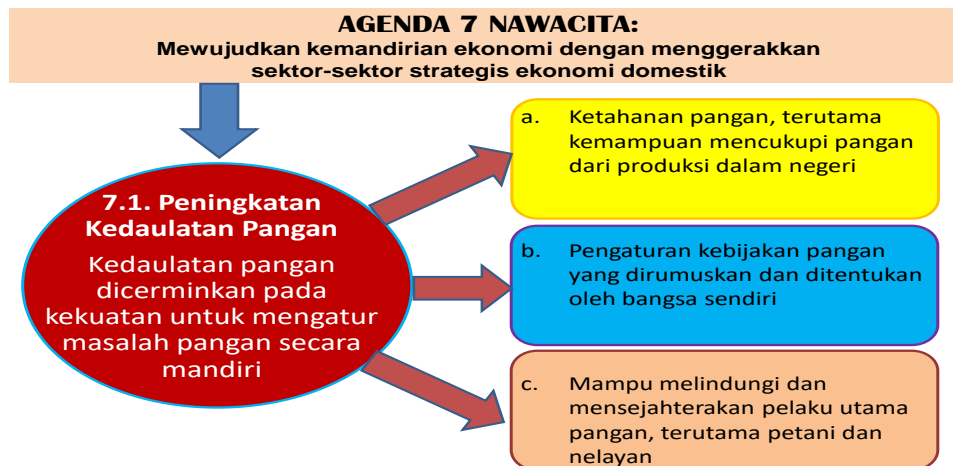 AGENDA 7 NAWACITA:
Mewujudkan kemandirian ekonomi dengan menggerakkan
sektor-sektor strategis ekonomi domestik
7.1. Peningkatan
Kedaulatan Pangan
Kedaulatan pangan
dicerminkan pada
kekuatan untuk mengatur
masalah pangan secara
mandiri
a. Ketahanan pangan, terutama
kemampuan mencukupi pangan
dari produksi dalam negeri
b. Pengaturan kebijakan pangan
yang dirumuskan dan ditentukan
oleh bangsa sendiri
c. Mampu melindungi dan
mensejahterakan pelaku utama
pangan, terutama petani dan
nelayan